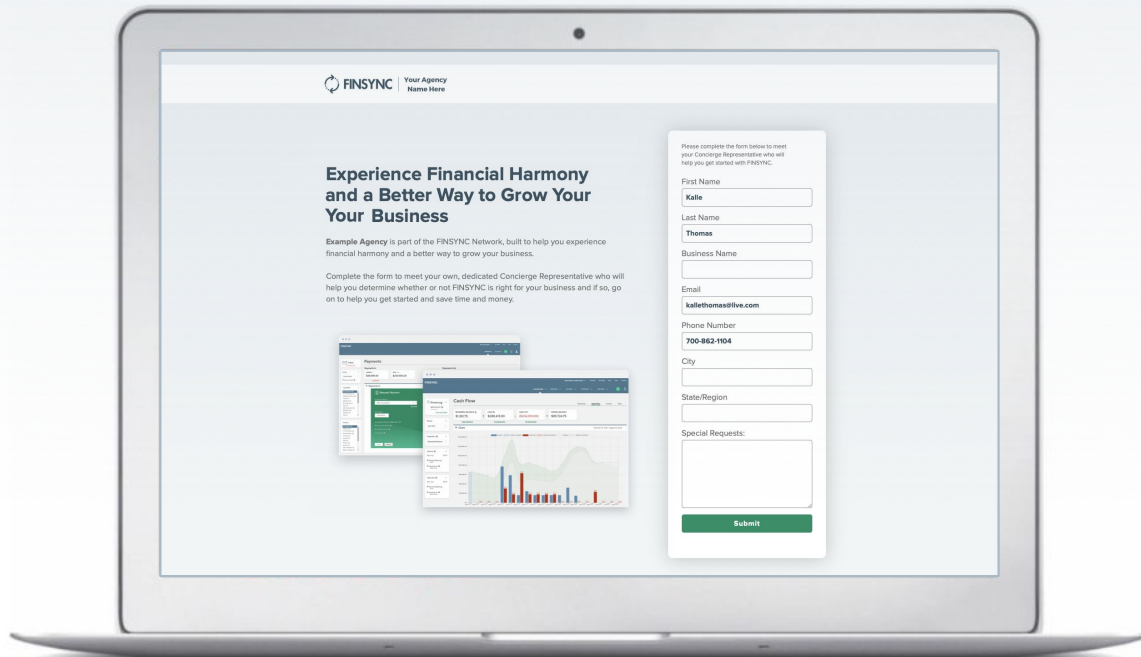 FINSYNC
Your Agency
Name Here
Experience Financial Harmony
and a Better Way to Grow Your
Your Business
Example Agency is part of the FINSYNC Network, built to help you experience
financial harmony and a better way to grow your business.
Complete the form to meet your own, dedicated Concierge Representative who will
help you determine whether or not FINSYNC is right for your business and if so, go
on to help you get started and save time and money.
Payments
Cash Flow
Please complete the form below to meet
your Concierge Representative who will
help you get started with FINSYNC.
First Name
Kalle
Last Name
Thomas
Business Name
Email
kallethomas@live.com
Phone Number
700-862-1104
City
State/Region
Special Requests:
Submit